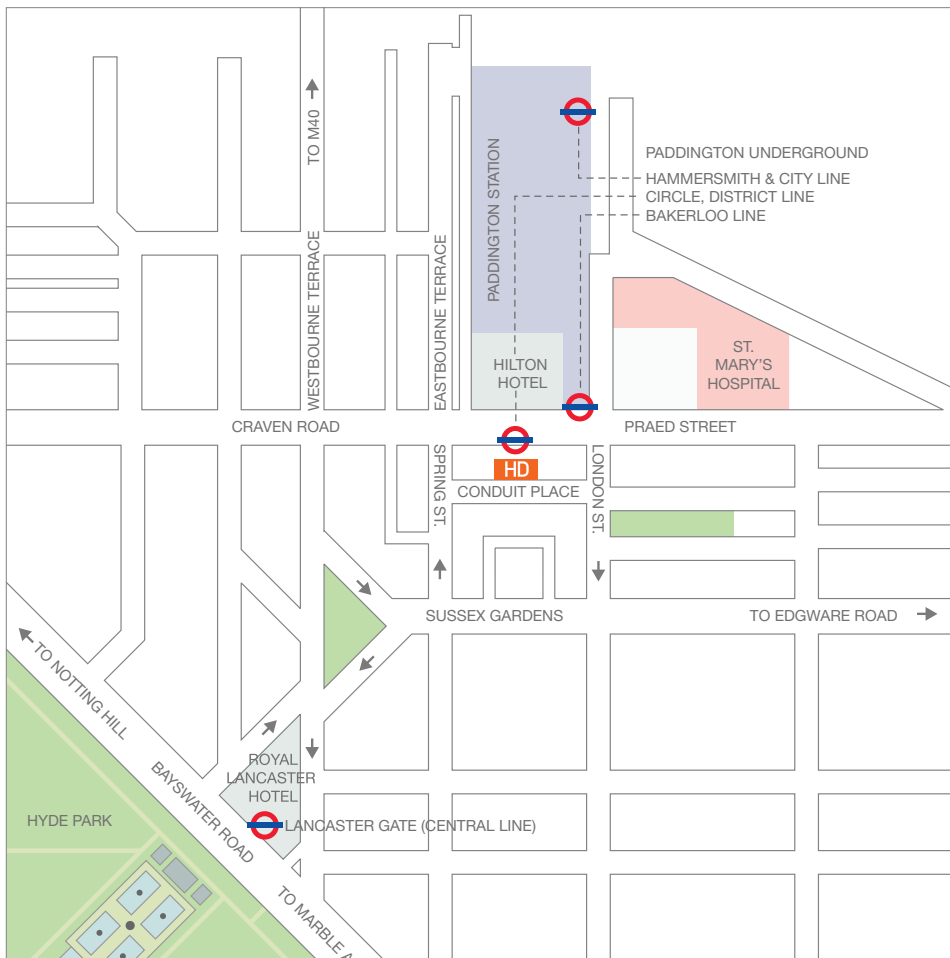 TO M40
PADDINGTON STATION
PADDINGTON UNDERGROUND
HAMMERSMITH & CITY LINE
CIRCLE, DISTRICT LINE
BAKERLOO LINE
WESTBOURNE TERRACE
EASTBOURNE TERRACE
HILTON
HOTEL
ST.
MARY'S
HOSPITAL
CRAVEN ROAD
PRAED STREET
SPRING ST.
HD
CONDUIT PLACE
LONDON ST.
SUSSEX GARDENS
TO EDGWARE ROAD
TO NOTTING HILL
BAYSWATER ROAD
ROYAL
LANCASTER
HOTEL
HYDE PARK
LANCASTER GATE (CENTRAL LINE)
TO MARBLE